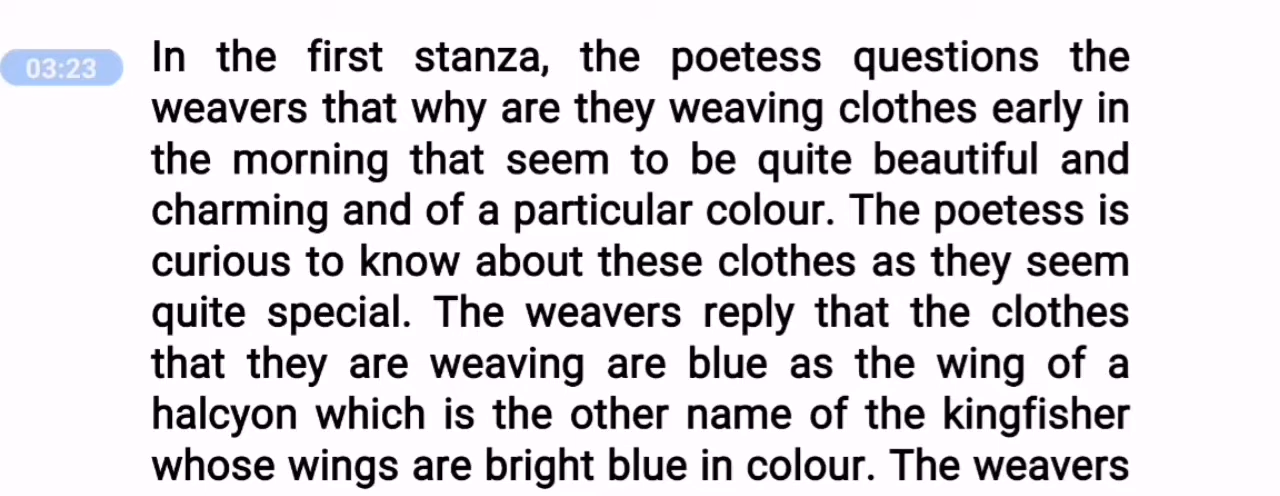 03:23
In the first stanza, the poetess questions the
weavers that why are they weaving clothes early in
the morning that seem to be quite beautiful and
charming and of a particular colour. The poetess is
curious to know about these clothes as they seem
quite special. The weavers reply that the clothes
that they are weaving are blue as the wing of a
halcyon which is the other name of the kingfisher
whose wings are bright blue in colour. The weavers